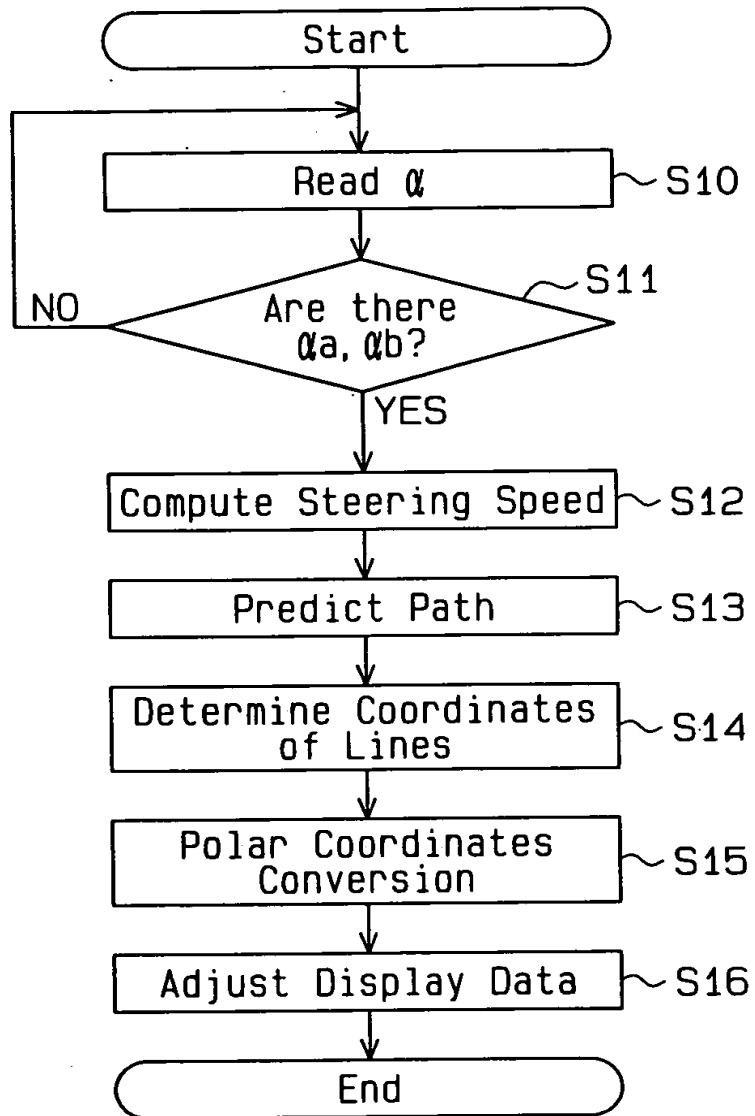 Start
Read α
S10
Are there
αa, αb?
S11
NO
YES
Compute Steering Speed
S12
Predict Path
S13
Determine Coordinates
of Lines
S14
Polar Coordinates
Conversion
S15
Adjust Display Data
S16
End